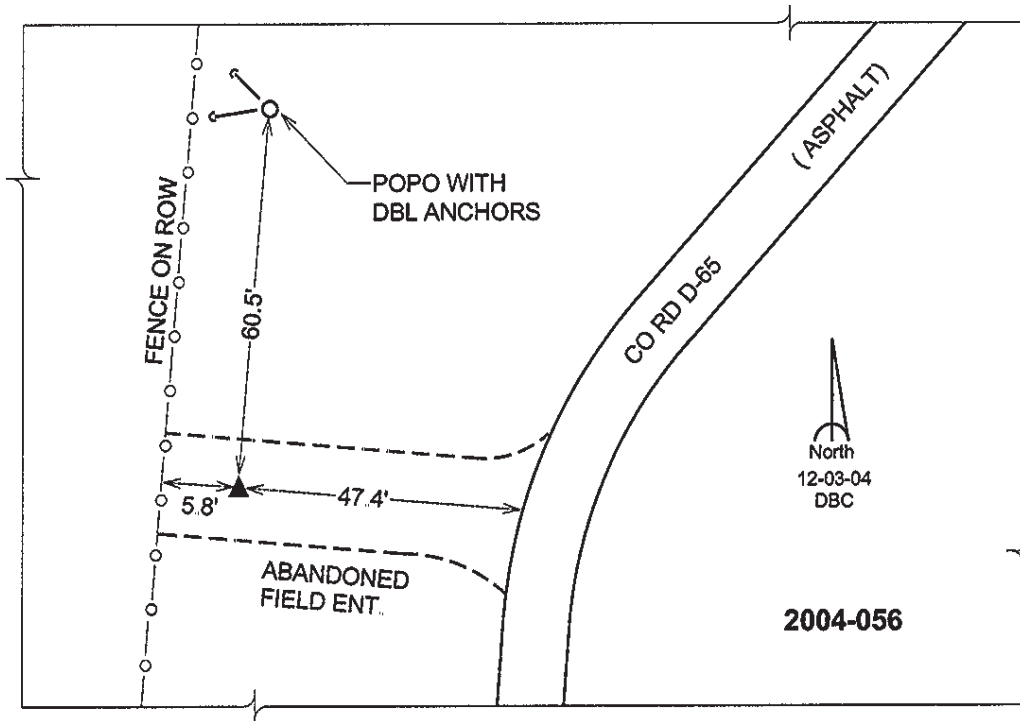 ( ASPHALT)
POPO WITH
DBL ANCHORS
FENCE ON ROW
60.5'
CO RD D-65
North
12-03-04
DBC
5.8'
47.4'
ABANDONED
FIELD ENT.
2004-056